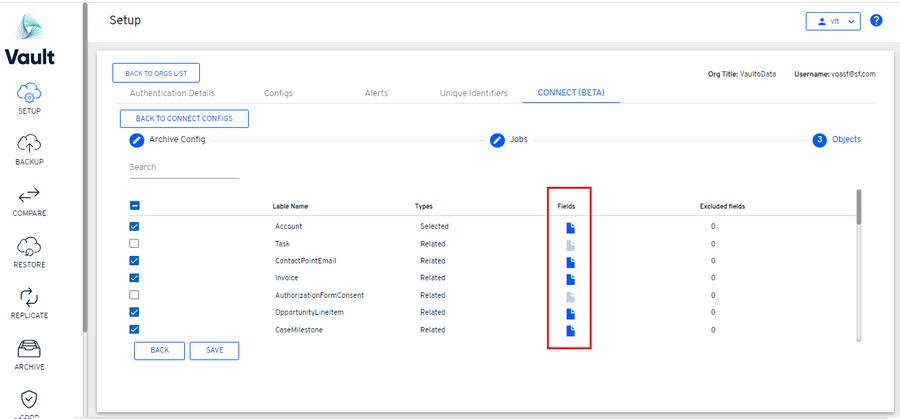 Setup
vlt
?
Vault
BACK TO ORGS LIST
Org Title: VaultoData
Username: vqasf@sf.com
Authentication Details
Configs
Alerts
Unique Identifiers
CONNECT (BETA)
BACK TO CONNECT CONFIGS
Archive Config
Jobs
3 Objects
Search
Lable Name Types Fields Excluded fields
Account Selected 0
Task Related 0
ContactPointEmail Related 0
Invoice Related 0
AuthorizationFormConsent Related 0
OpportunityLineItem Related 0
CaseMilestone Related 0
BACK
SAVE
SETUP
BACKUP
COMPARE
RESTORE
REPLICATE
ARCHIVE